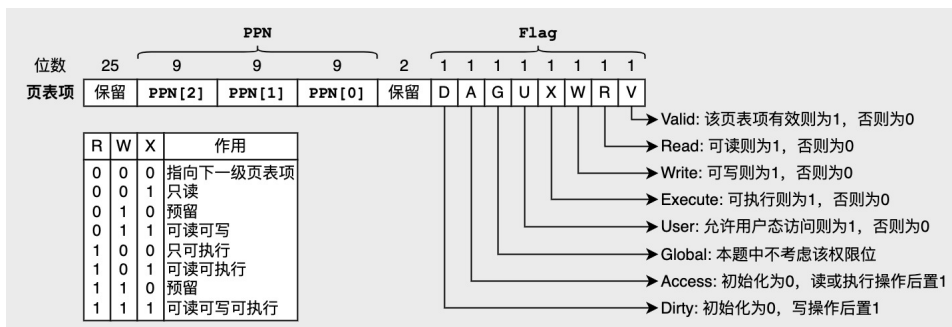 PPN Flag
位数 25 9 9 9 2 1 1 1 1 1 1 1 1
页表项 保留 PPN[2] PPN[1] PPN[0] 保留 D A G U X W R V
Valid: 该页表项有效则为1，否则为0
Read: 可读则为1，否则为0
Write: 可写则为1，否则为0
Execute: 可执行则为1，否则为0
User: 允许用户态访问则为1，否则为0
Global: 本题中不考虑该权限位
Access: 初始化为0，读或执行操作后置1
Dirty: 初始化为0，写操作后置1
R W X 作用
0 0 0 指向下一级页表项
0 0 1 只读
0 1 0 预留
0 1 1 可读可写
1 0 0 只可执行
1 0 1 可读可执行
1 1 0 预留
1 1 1 可读可写可执行